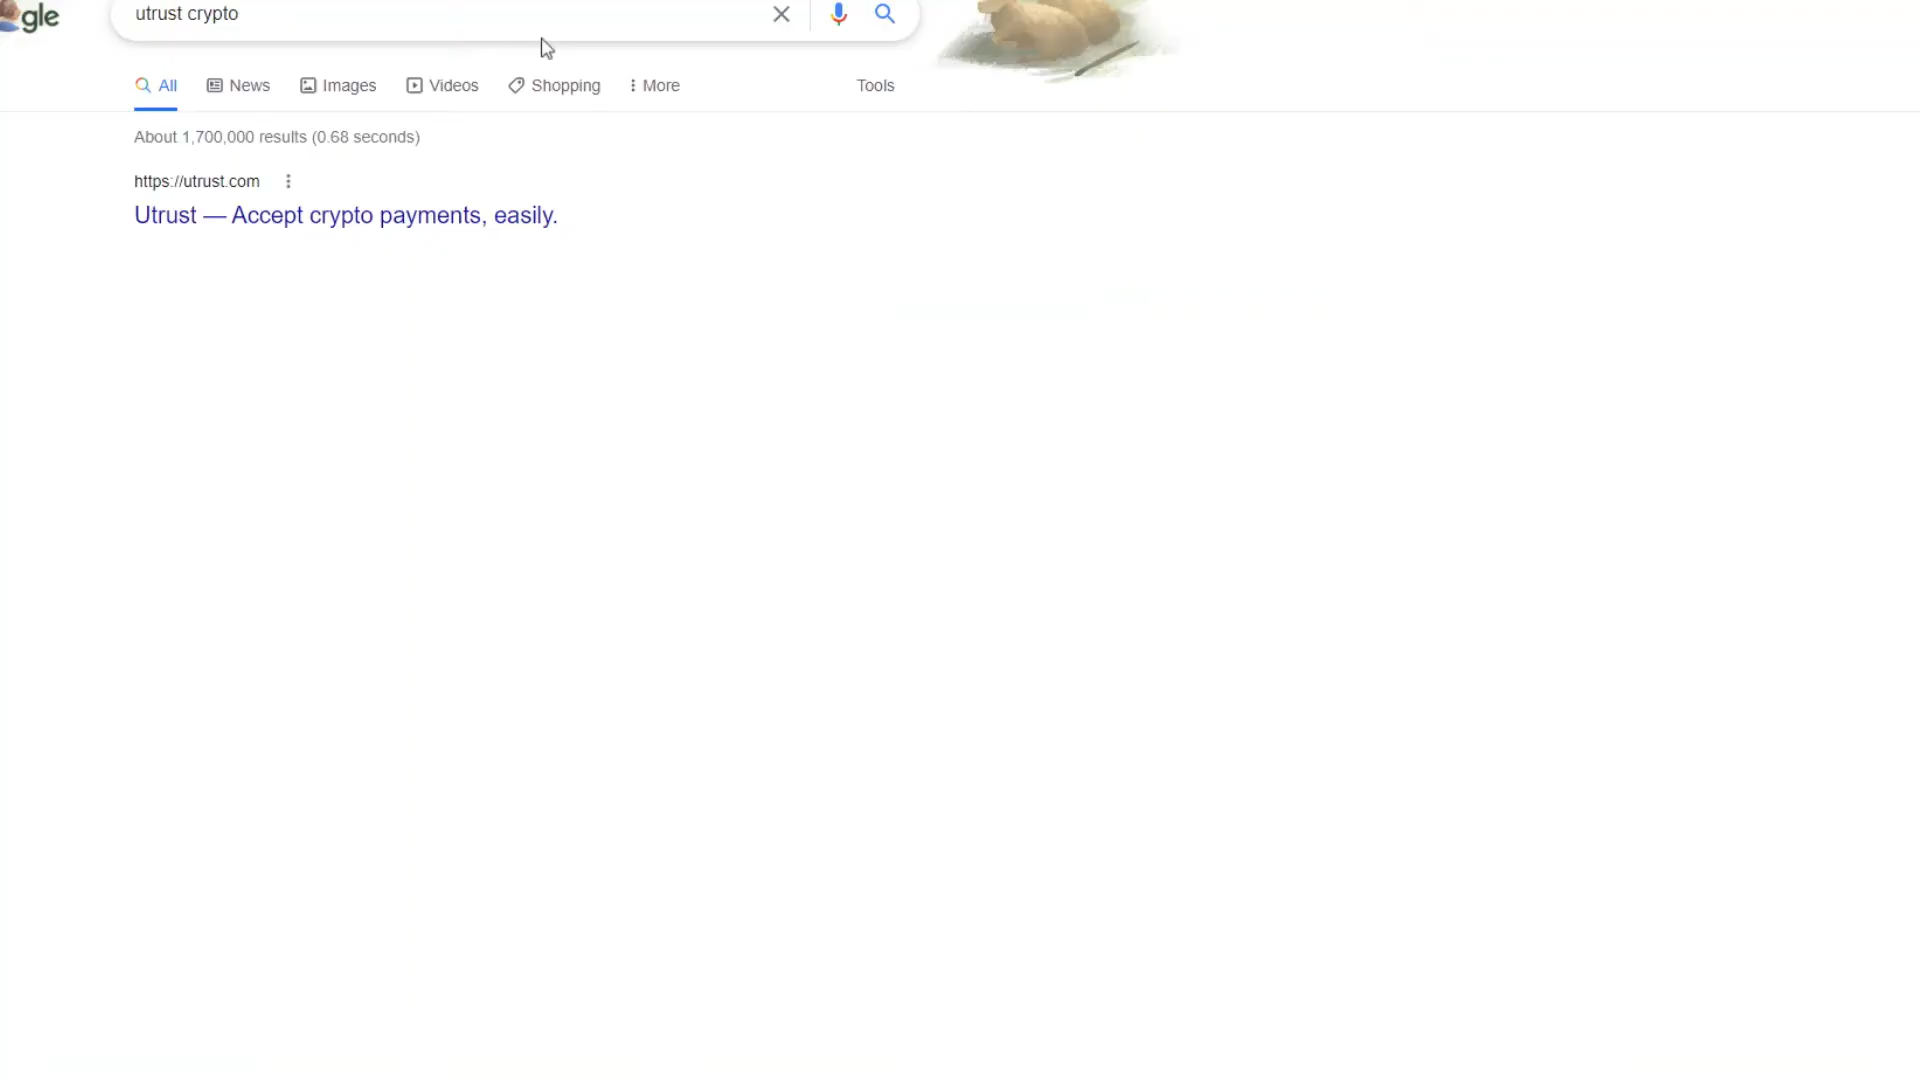 gle
utrust crypto
All News Images Videos Shopping More Tools
About 1,700,000 results (0.68 seconds)
https://utrust.com
Utrust — Accept crypto payments, easily.